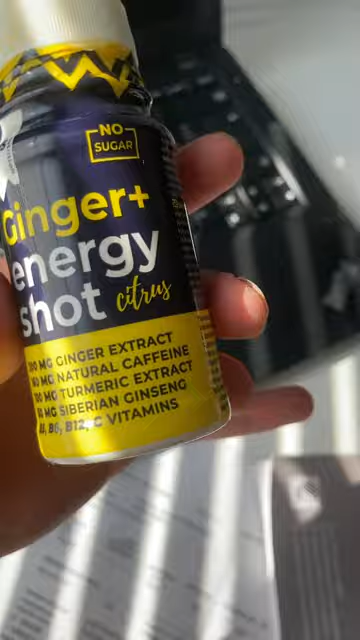 NO
SUGAR
Ginger+
energy
shot citrus
MG GINGER EXTRACT
MG NATURAL CAFFEINE
MG TURMERIC EXTRACT
MG SIBERIAN GINSENG
B6, B12, C VITAMINS